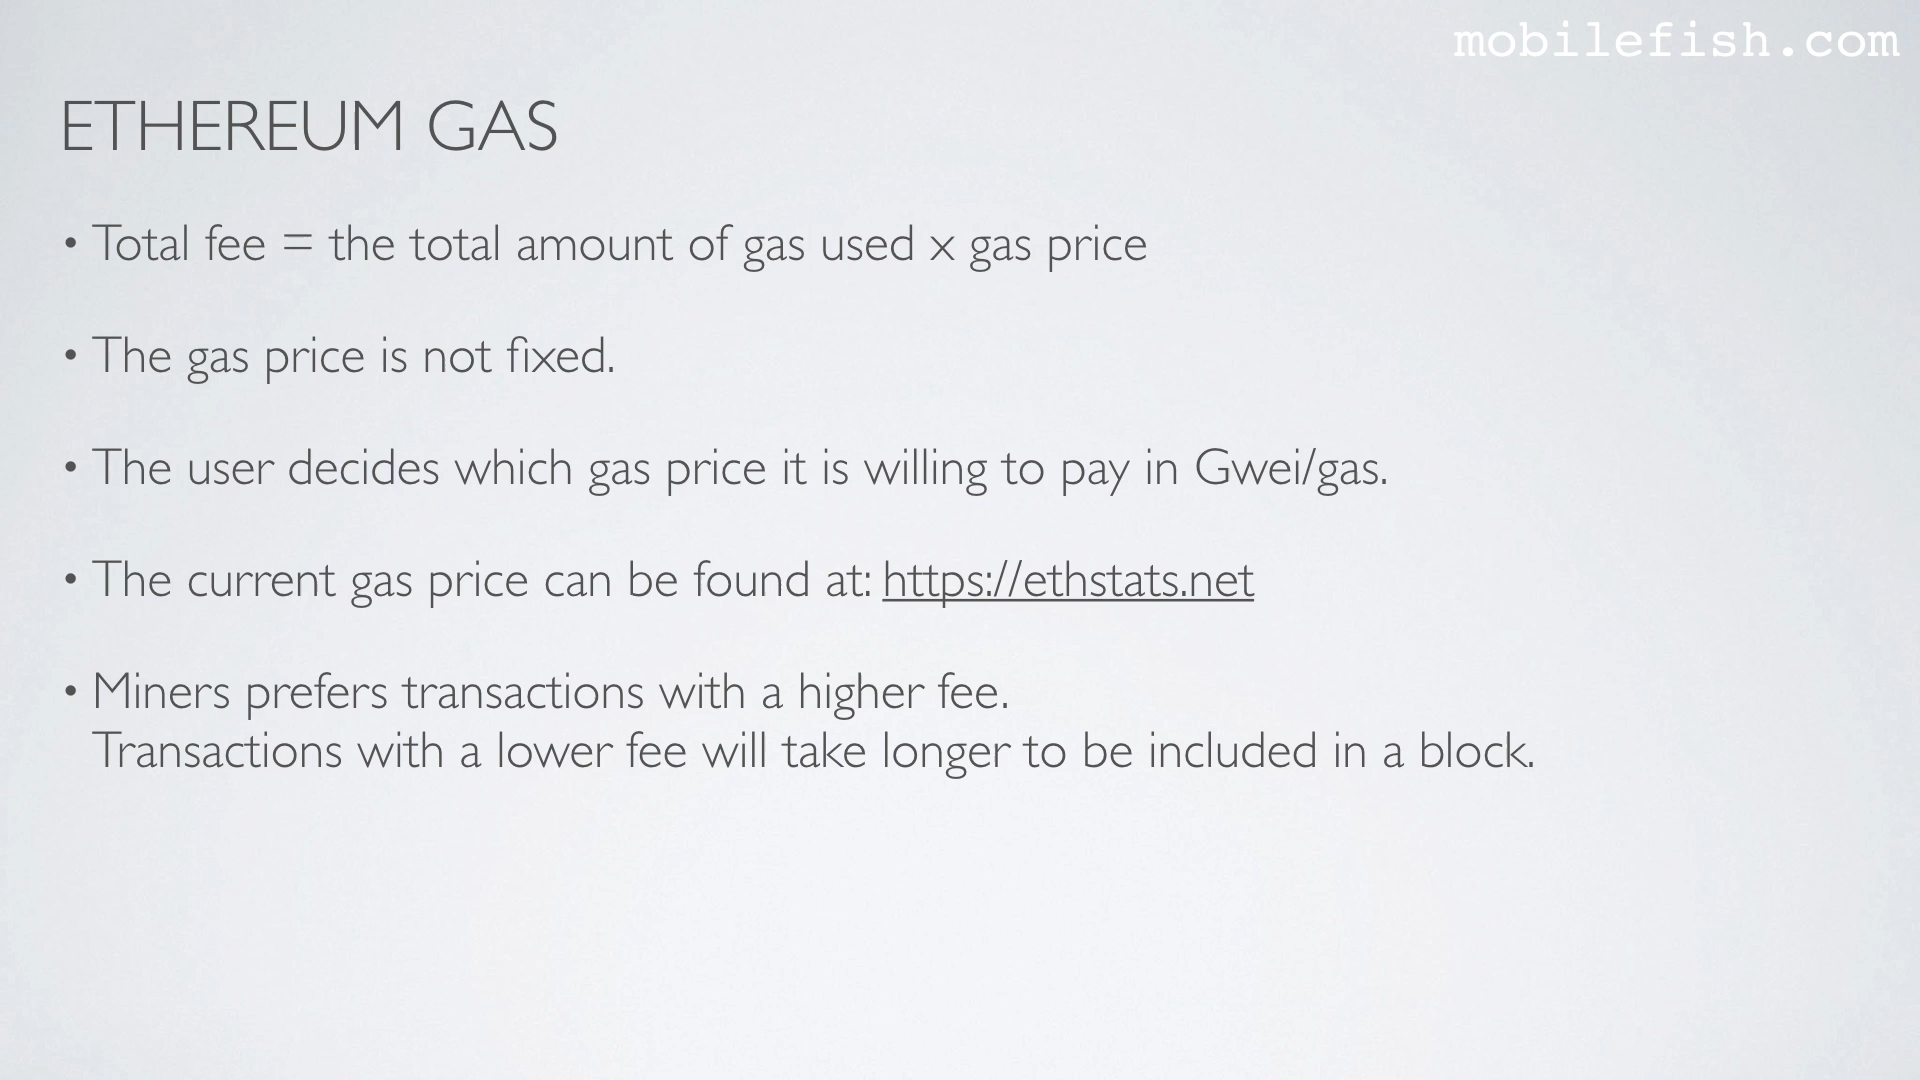 mobilefish.com
ETHEREUM GAS
• Total fee = the total amount of gas used x gas price
• The gas price is not fixed.
• The user decides which gas price it is willing to pay in Gwei/gas.
• The current gas price can be found at: https://ethstats.net
• Miners prefers transactions with a higher fee.
Transactions with a lower fee will take longer to be included in a block.